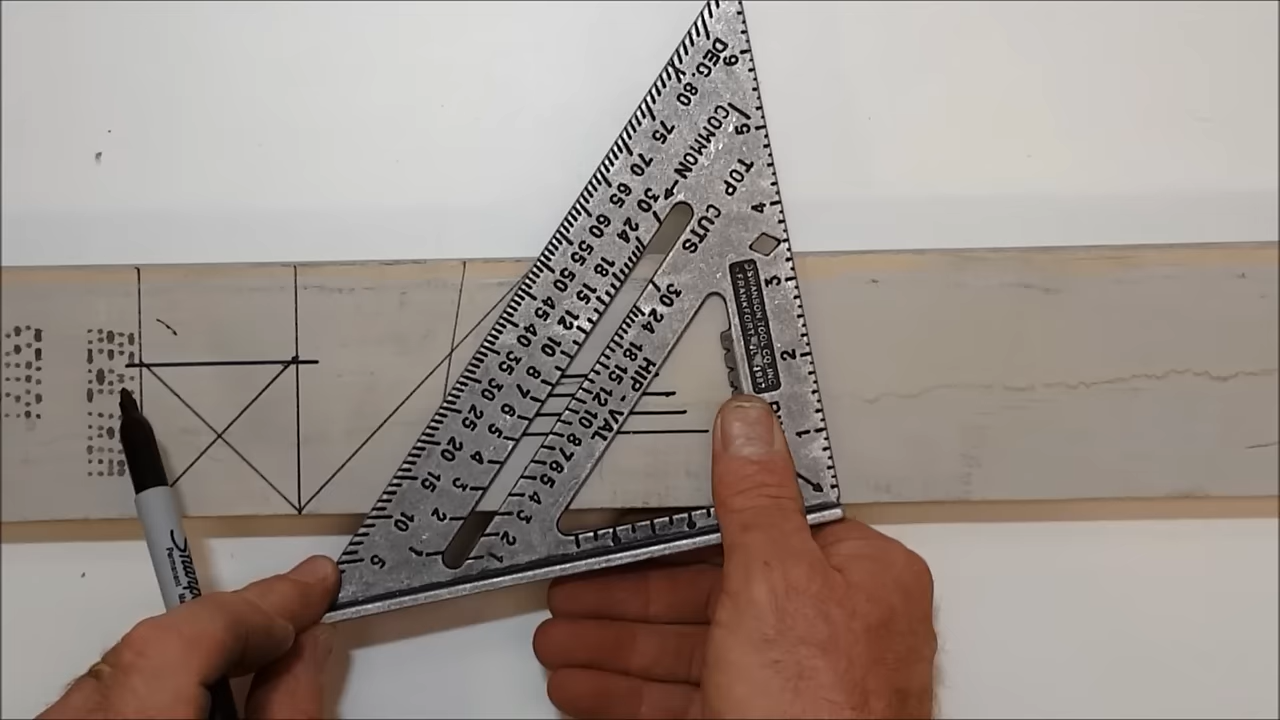 DEG. 80 75 70 65 60 55 50 45 40 35 30 25 20 15 10 5
COMMON
30 24 18 15 12 10 8 7 6 5 4 3 2 1
TOP CUTS
30 24 18 15 12 10 8 7 6 5 4 3 2 1
HIP-VAL
6 5 4 3 2 1
SWANSON TOOL CO., INC.
FRANKFORT
Sharpie
Permanent